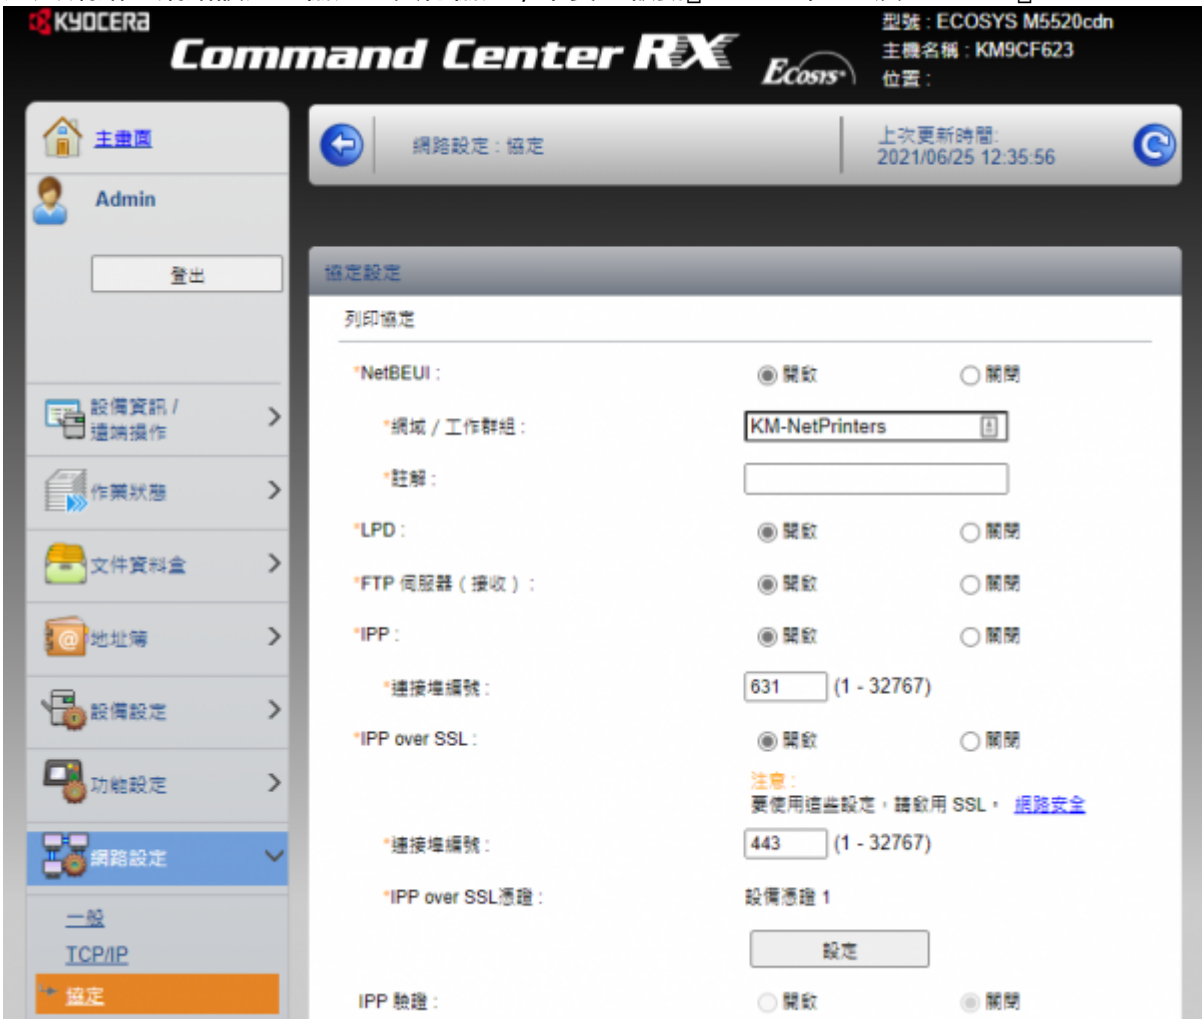 KYOCERA
Command Center RX
Ecosys
型號 : ECOSYS M5520cdn
主機名稱 : KM9CF623
位置 :
主畫面
網路設定 : 協定
上次更新時間:
2021/06/25 12:35:56
Admin
登出
協定設定
列印協定
*NetBEUI : 開啟 關閉
*網域 / 工作群組 : KM-NetPrinters
*註解 :
*LPD : 開啟 關閉
*FTP 伺服器 ( 接收 ) : 開啟 關閉
*IPP : 開啟 關閉
*連接埠編號 : 631 (1 - 32767)
*IPP over SSL : 開啟 關閉
注意 :
要使用這些設定，請啟用 SSL。 網路安全
*連接埠編號 : 443 (1 - 32767)
*IPP over SSL憑證 : 設備憑證 1
設定
IPP 驗證 : 開啟 關閉
設備資訊 /
遠端操作
作業狀態
文件資料盒
地址簿
設備設定
功能設定
網路設定
一般
TCP/IP
協定